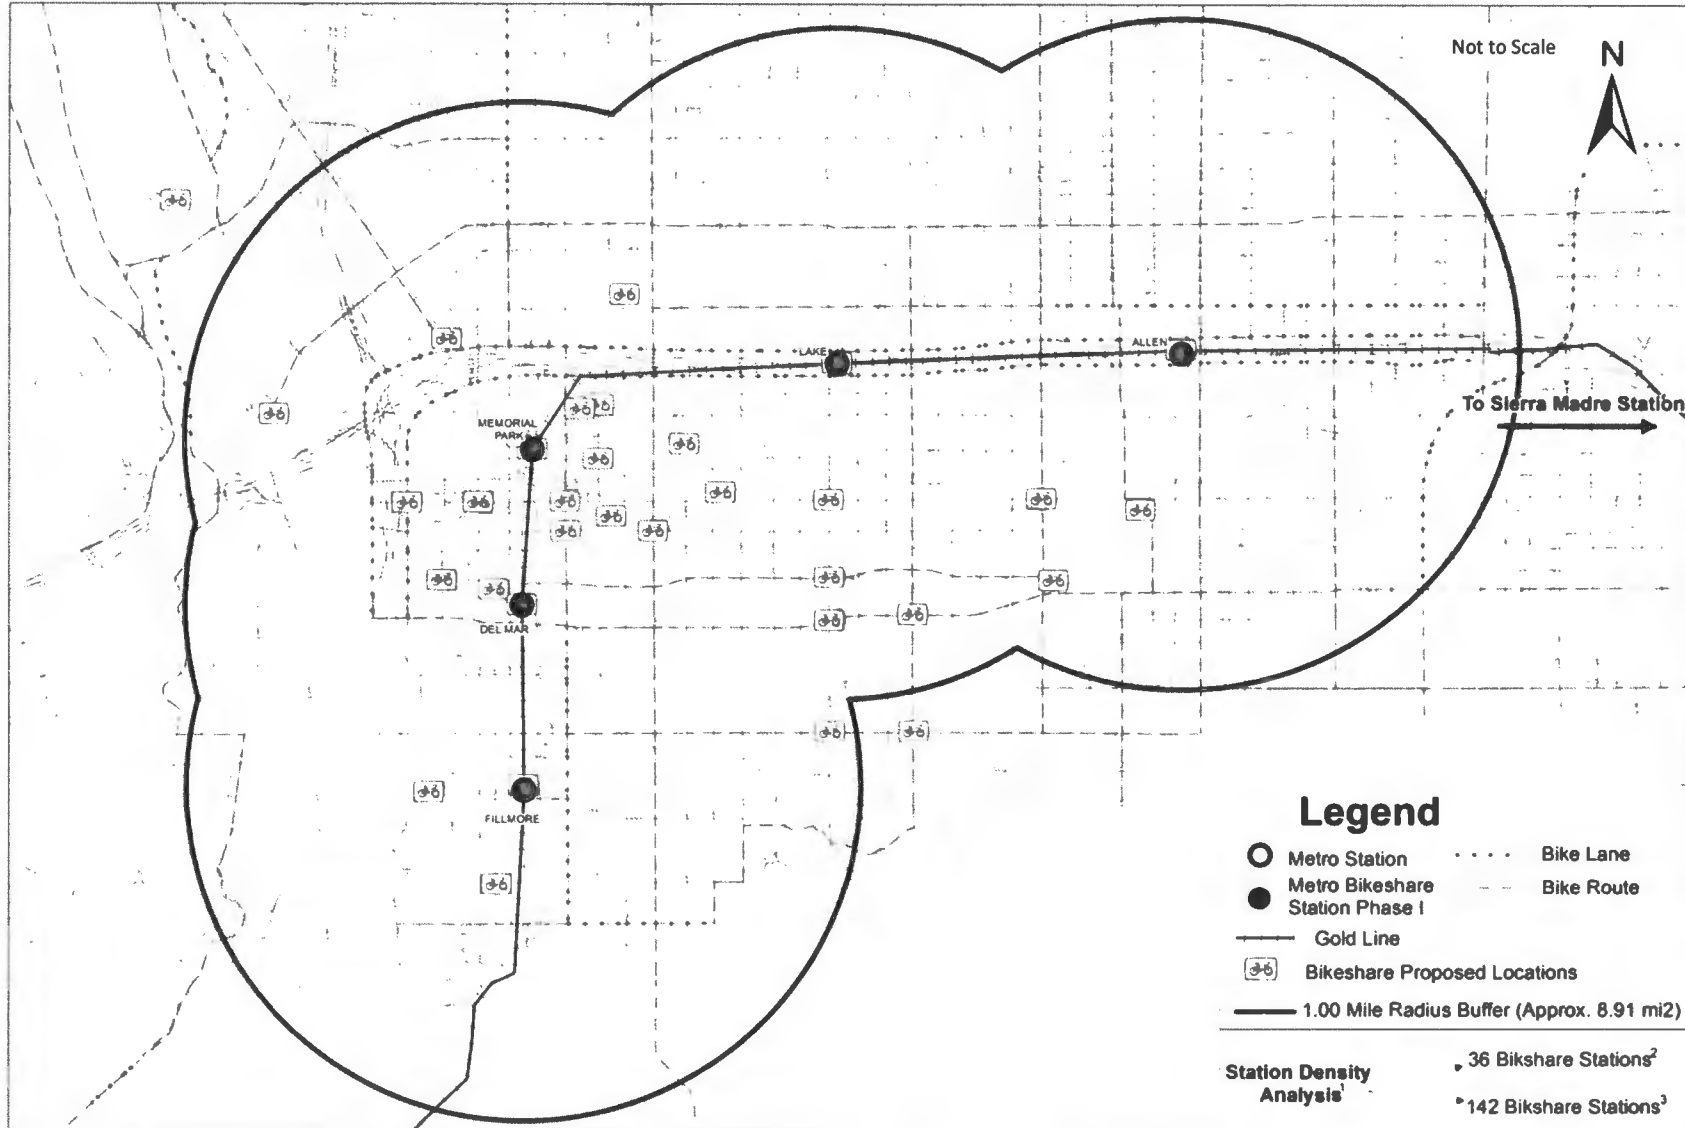 Not to Scale
N
LAKE
ALLEN
To Sierra Madre Station
MEMORIAL
PARK
DEL MAR
FILLMORE
Legend
Metro Station
Bike Lane
Metro Bikeshare
Station Phase I
Bike Route
Gold Line
Bikeshare Proposed Locations
1.00 Mile Radius Buffer (Approx. 8.91 mi2)
Station Density
Analysis¹
36 Bikshare Stations²
142 Bikshare Stations³